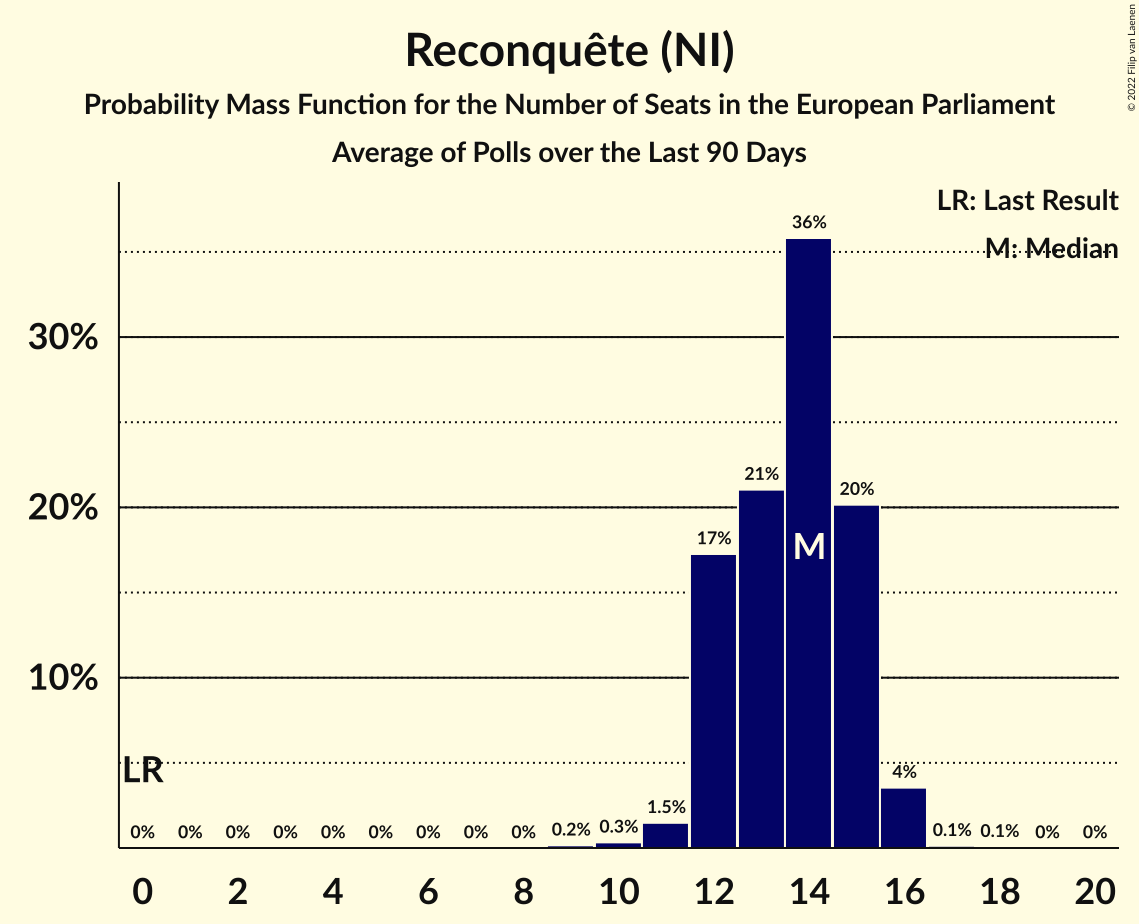 Reconquête (NI)
Probability Mass Function for the Number of Seats in the European Parliament
Average of Polls over the Last 90 Days
© 2022 Filip van Laenen
LR: Last Result
M: Median
36%
30%
21%
20%
20%
17%
M
10%
LR
4%
1.5%
0% 0% 0% 0% 0% 0% 0% 0% 0% 0.2% 0.3% 0.1% 0.1% 0% 0%
0 2 4 6 8 10 12 14 16 18 20